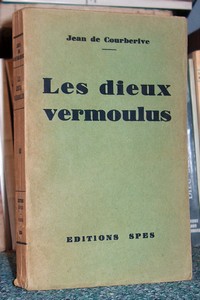 Jean de Courberive
Les dieux
vermoulus
EDITIONS SPES